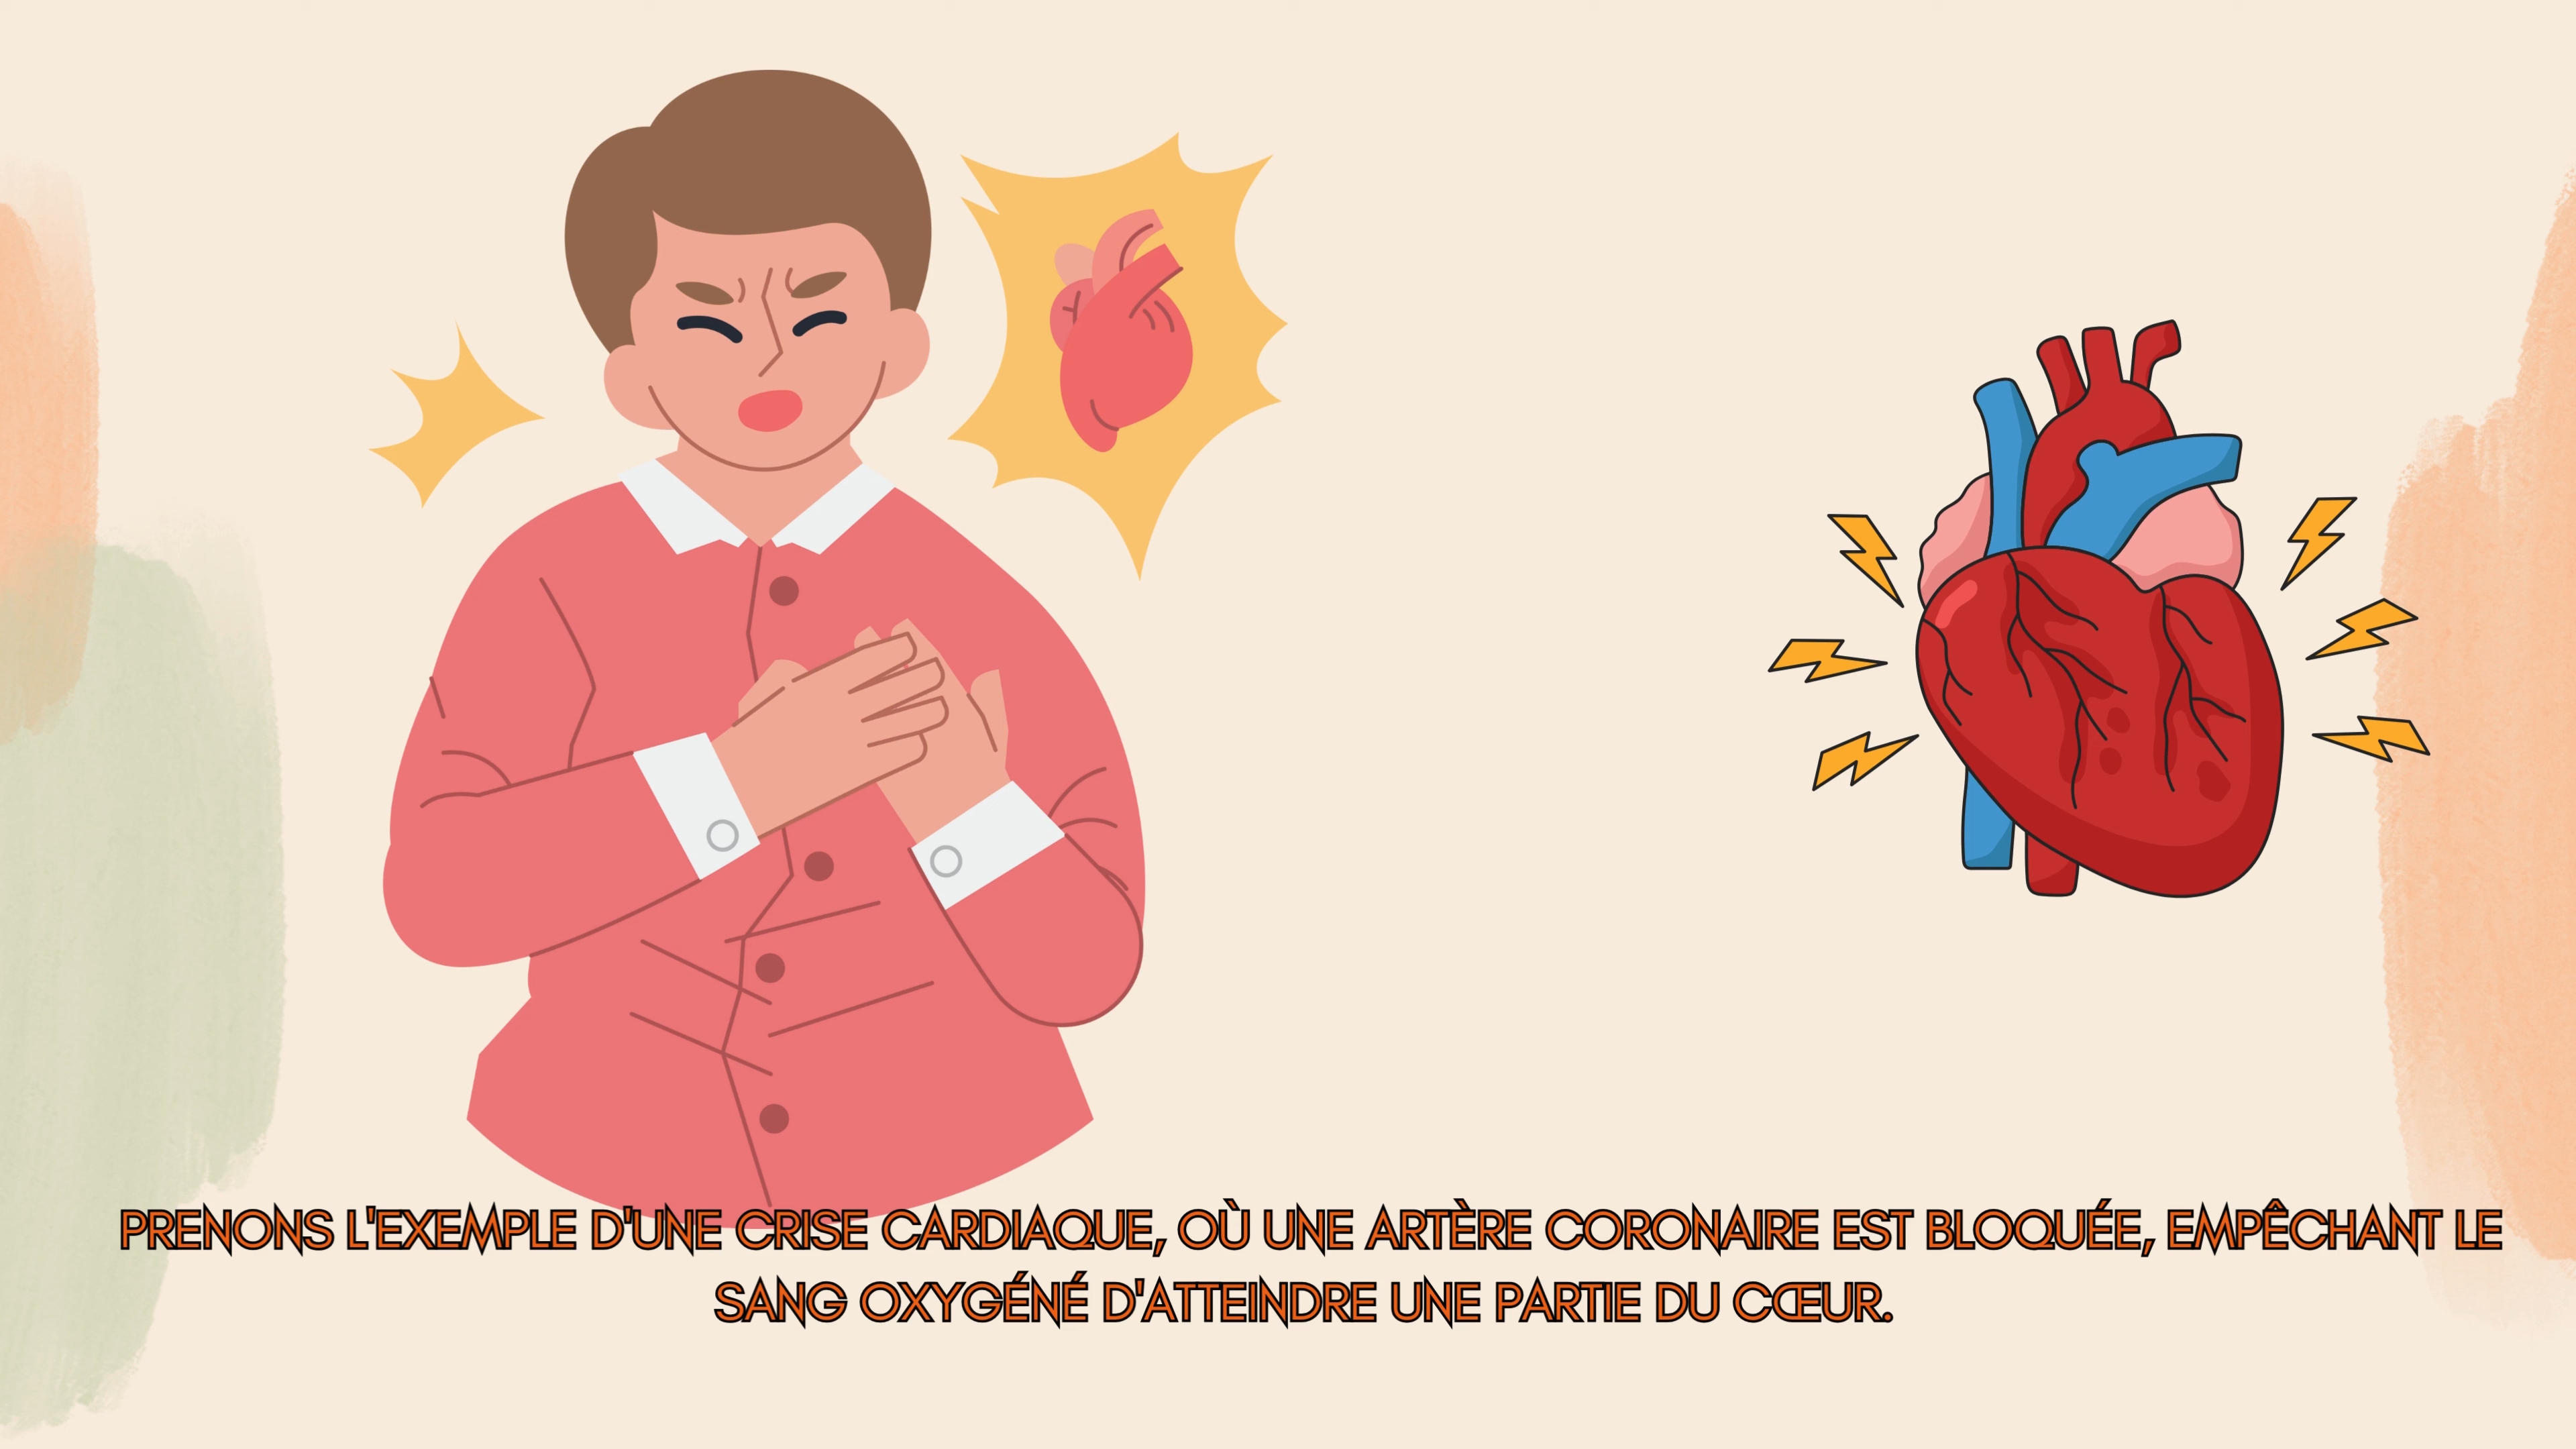 PRENONS L'EXEMPLE D'UNE CRISE CARDIAQUE, OÙ UNE ARTÈRE CORONAIRE EST BLOQUÉE, EMPÊCHANT LE
SANG OXYGÉNÉ D'ATTEINDRE UNE PARTIE DU CŒUR.